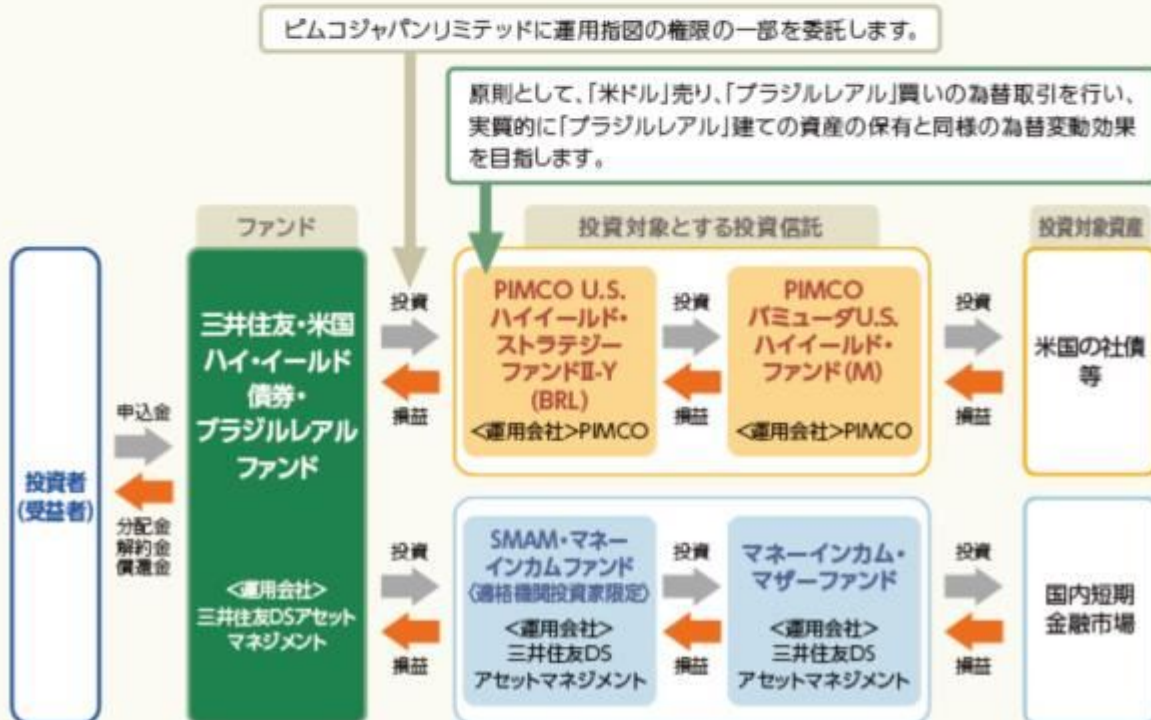 ピムコジャパンリミテッドに運用指図の権限の一部を委託します。
原則として、「米ドル」売り、「ブラジルレアル」買いの為替取引を行い、
実質的に「ブラジルレアル」建ての資産の保有と同様の為替変動効果
を目指します。
ファンド
投資対象とする投資信託
投資対象資産
投資者
(受益者)
申込金
分配金
解約金
償還金
三井住友・米国
ハイ・イールド
債券・
ブラジルレアル
ファンド
<運用会社>
三井住友DSアセット
マネジメント
投資
損益
PIMCO U.S.
ハイイールド・
ストラテジー
ファンドII-Y
(BRL)
<運用会社>PIMCO
投資
損益
PIMCO
バミューダU.S.
ハイイールド・
ファンド(M)
<運用会社>PIMCO
投資
損益
米国の社債
等
投資
損益
SMAM・マネー
インカムファンド
<適格機関投資家限定>
<運用会社>
三井住友DS
アセットマネジメント
投資
損益
マネーインカム・
マザーファンド
<運用会社>
三井住友DS
アセットマネジメント
投資
損益
国内短期
金融市場